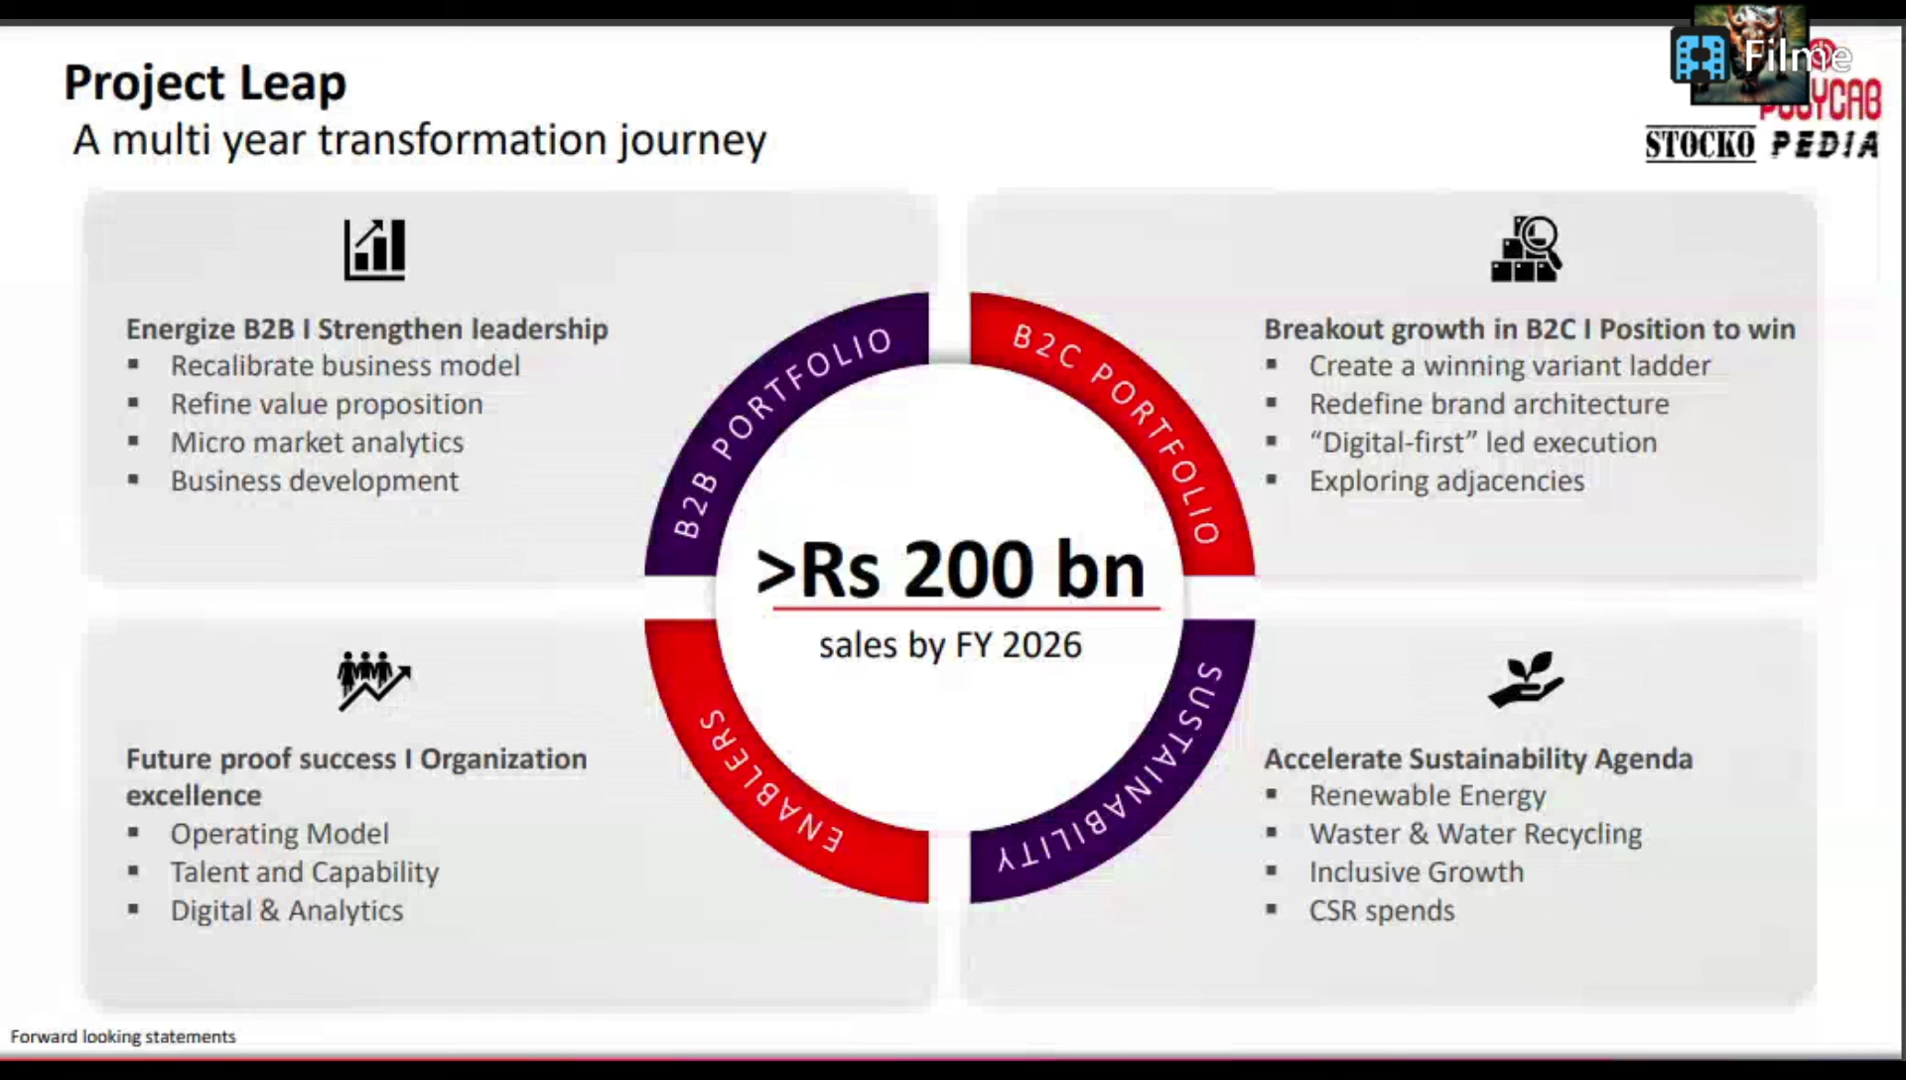 Project Leap
A multi year transformation journey
Filme
STOCKO PEDIA
Energize B2B I Strengthen leadership
▪ Recalibrate business model
▪ Refine value proposition
▪ Micro market analytics
▪ Business development
Breakout growth in B2C I Position to win
▪ Create a winning variant ladder
▪ Redefine brand architecture
▪ “Digital-first” led execution
▪ Exploring adjacencies
B2B PORTFOLIO
B2C PORTFOLIO
>Rs 200 bn
sales by FY 2026
ENABLERS
SUSTAINABILITY
Future proof success I Organization
excellence
▪ Operating Model
▪ Talent and Capability
▪ Digital & Analytics
Accelerate Sustainability Agenda
▪ Renewable Energy
▪ Waster & Water Recycling
▪ Inclusive Growth
▪ CSR spends
Forward looking statements